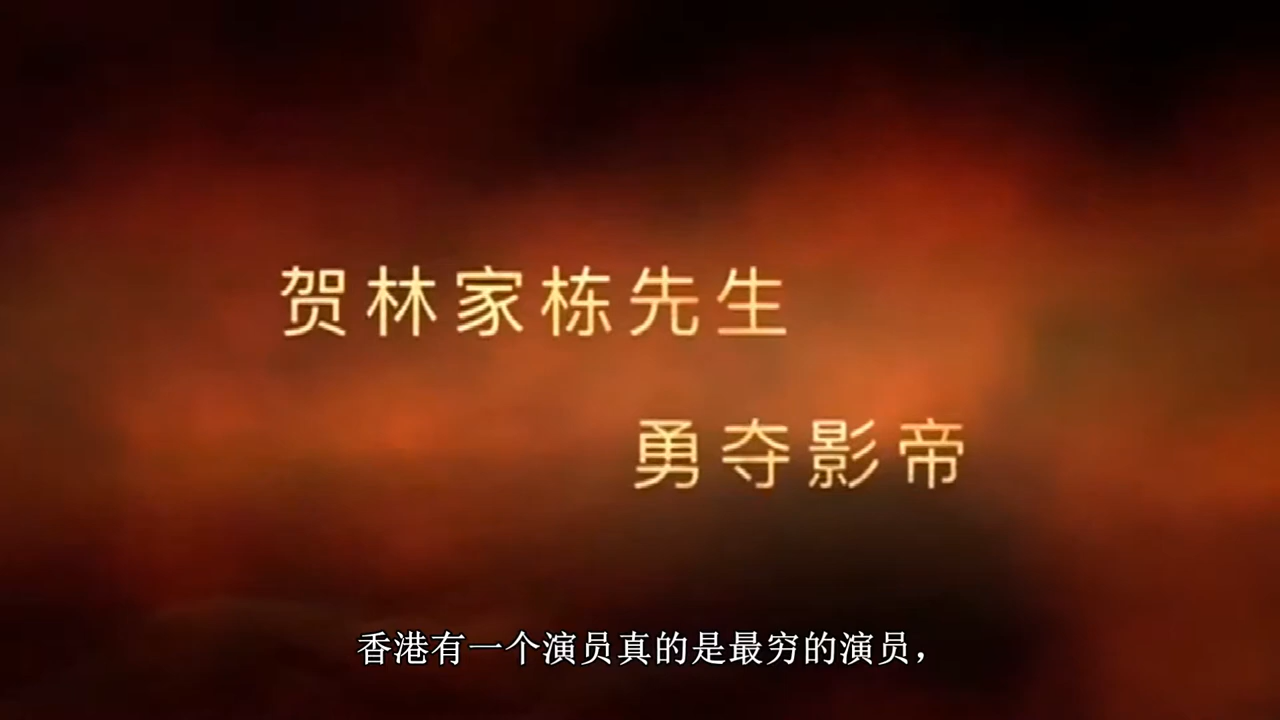 贺林家栋先生
勇夺影帝
香港有一个演员真的是最穷的演员，